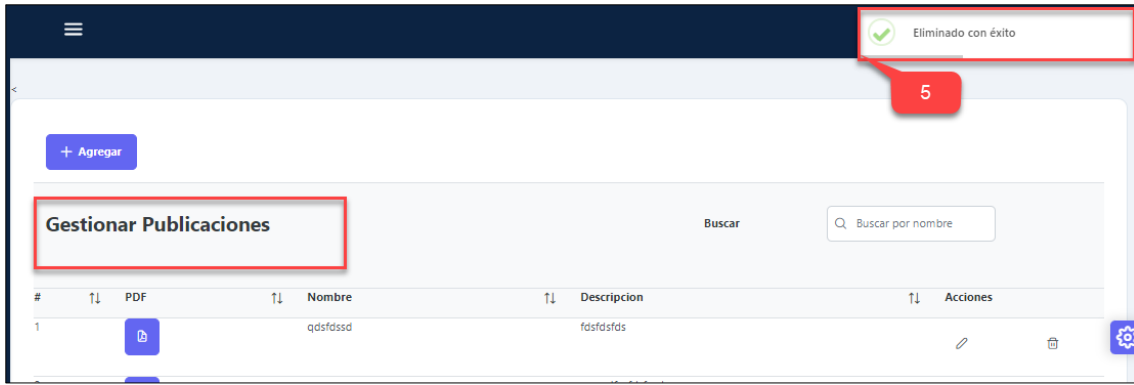 Eliminado con éxito
5
<
+ Agregar
Gestionar Publicaciones
Buscar
Buscar por nombre
# PDF Nombre Descripcion Acciones
1 qdsfdssd fdsfdsfds